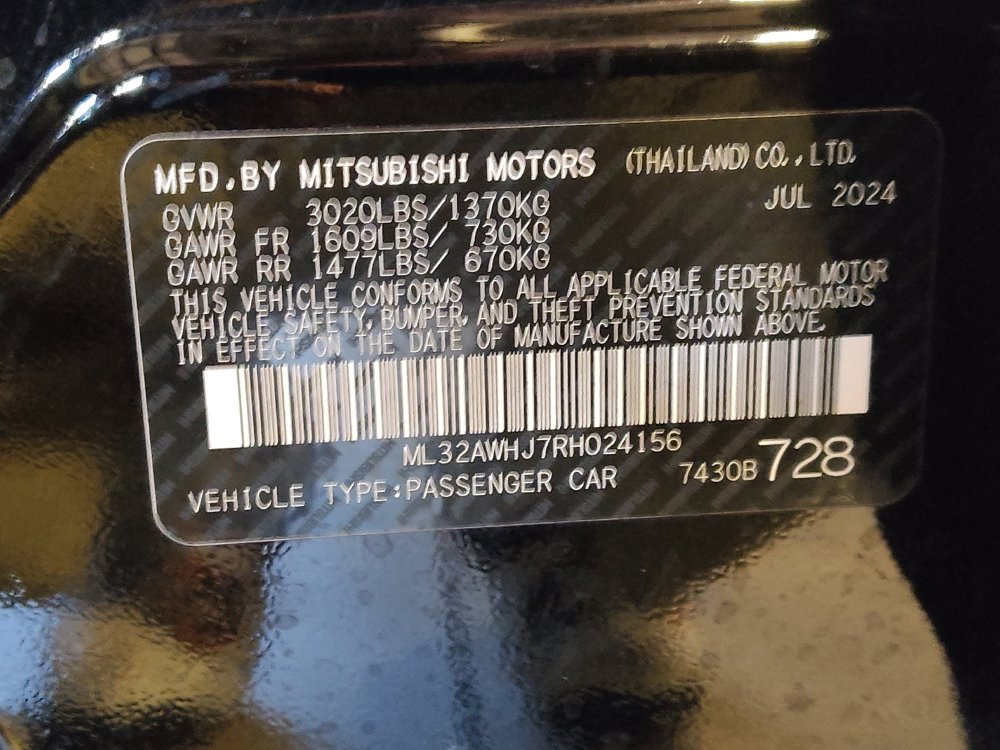 MFD. BY MITSUBISHI MOTORS (THAILAND) CO., LTD.
JUL 2024
GVWR 3020LBS/1370KG
GAWR FR 1609LBS/ 730KG
GAWR RR 1477LBS/ 670KG
THIS VEHICLE CONFORMS TO ALL APPLICABLE FEDERAL MOTOR
VEHICLE SAFETY, BUMPER, AND THEFT PREVENTION STANDARDS
IN EFFECT ON THE DATE OF MANUFACTURE SHOWN ABOVE.
ML32AWHJ7RH024156
VEHICLE TYPE:PASSENGER CAR 7430B728